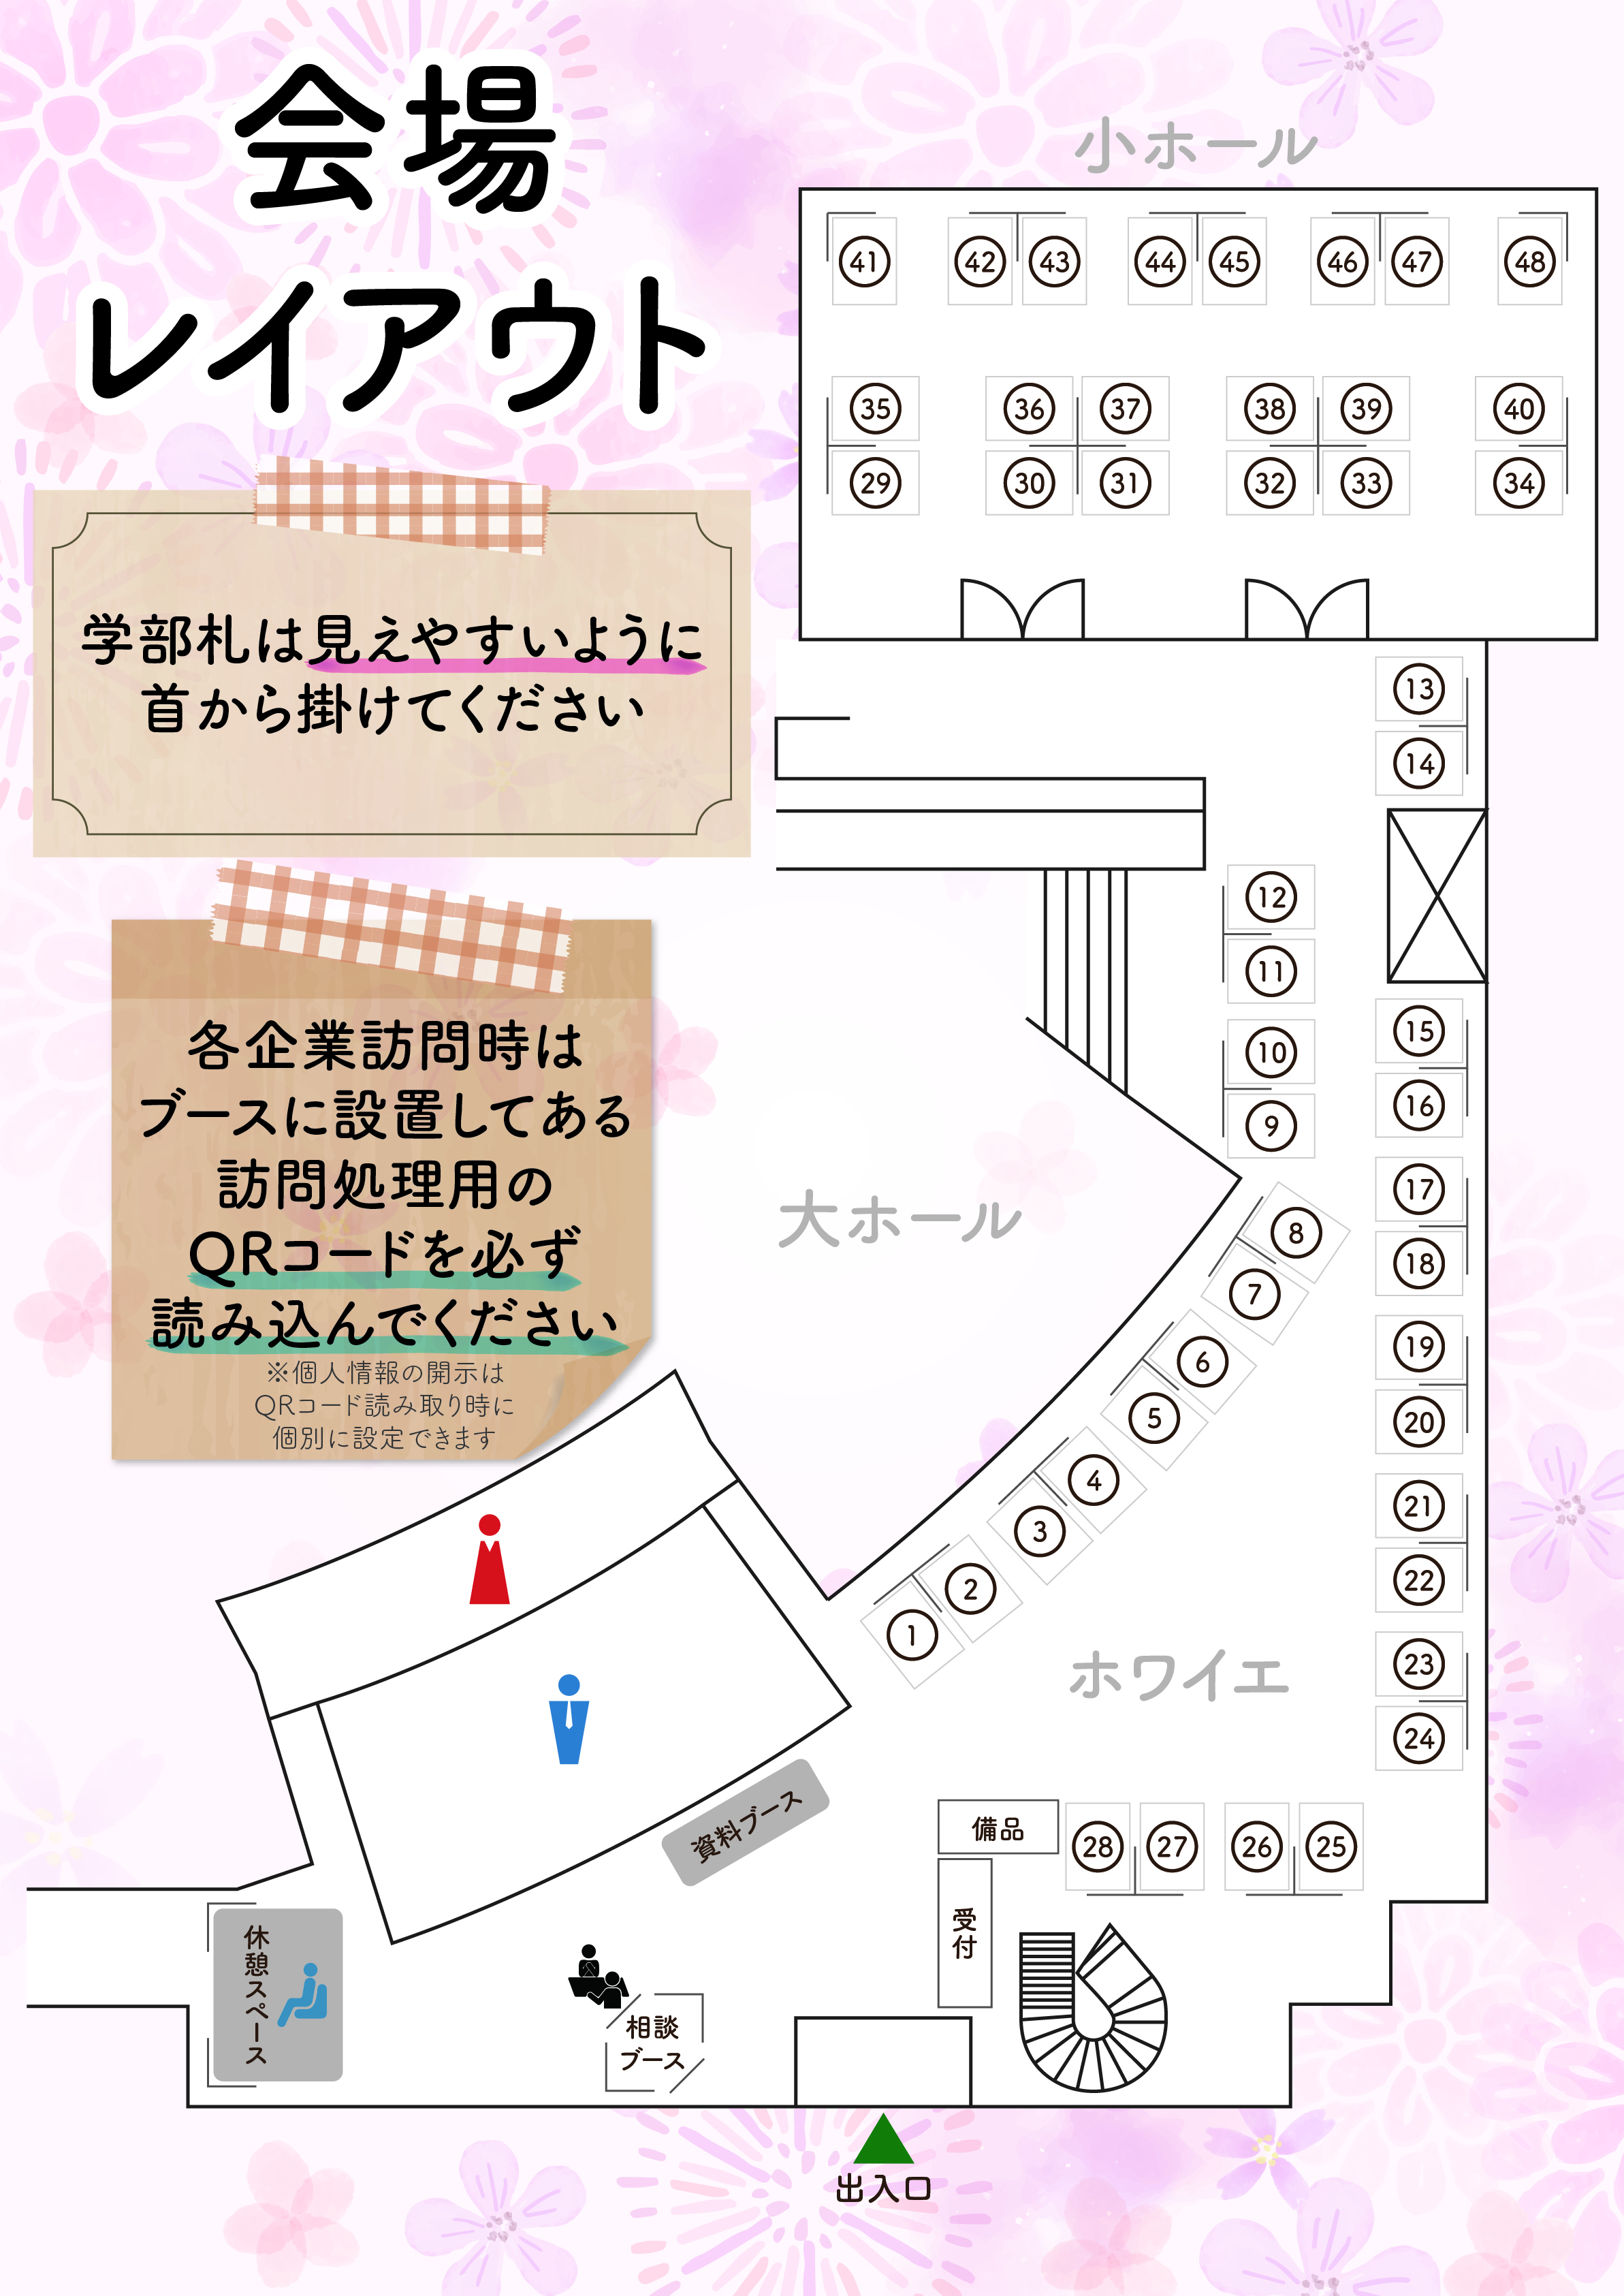 会場
レイアウト
学部札は見えやすいように
首から掛けてください
各企業訪問時は
ブースに設置してある
訪問処理用の
QRコードを必ず
読み込んでください
※個人情報の開示は
QRコード読み取り時に
個別に設定できます
小ホール
41 42 43 44 45 46 47 48
35 36 37 38 39 40
29 30 31 32 33 34
13
14
12
11
10
9
15
16
17
18
19
20
21
22
23
24
大ホール
8
7
6
5
4
3
2
1
ホワイエ
資料ブース
備品
28 27 26 25
受付
休憩スペース
相談
ブース
出入口